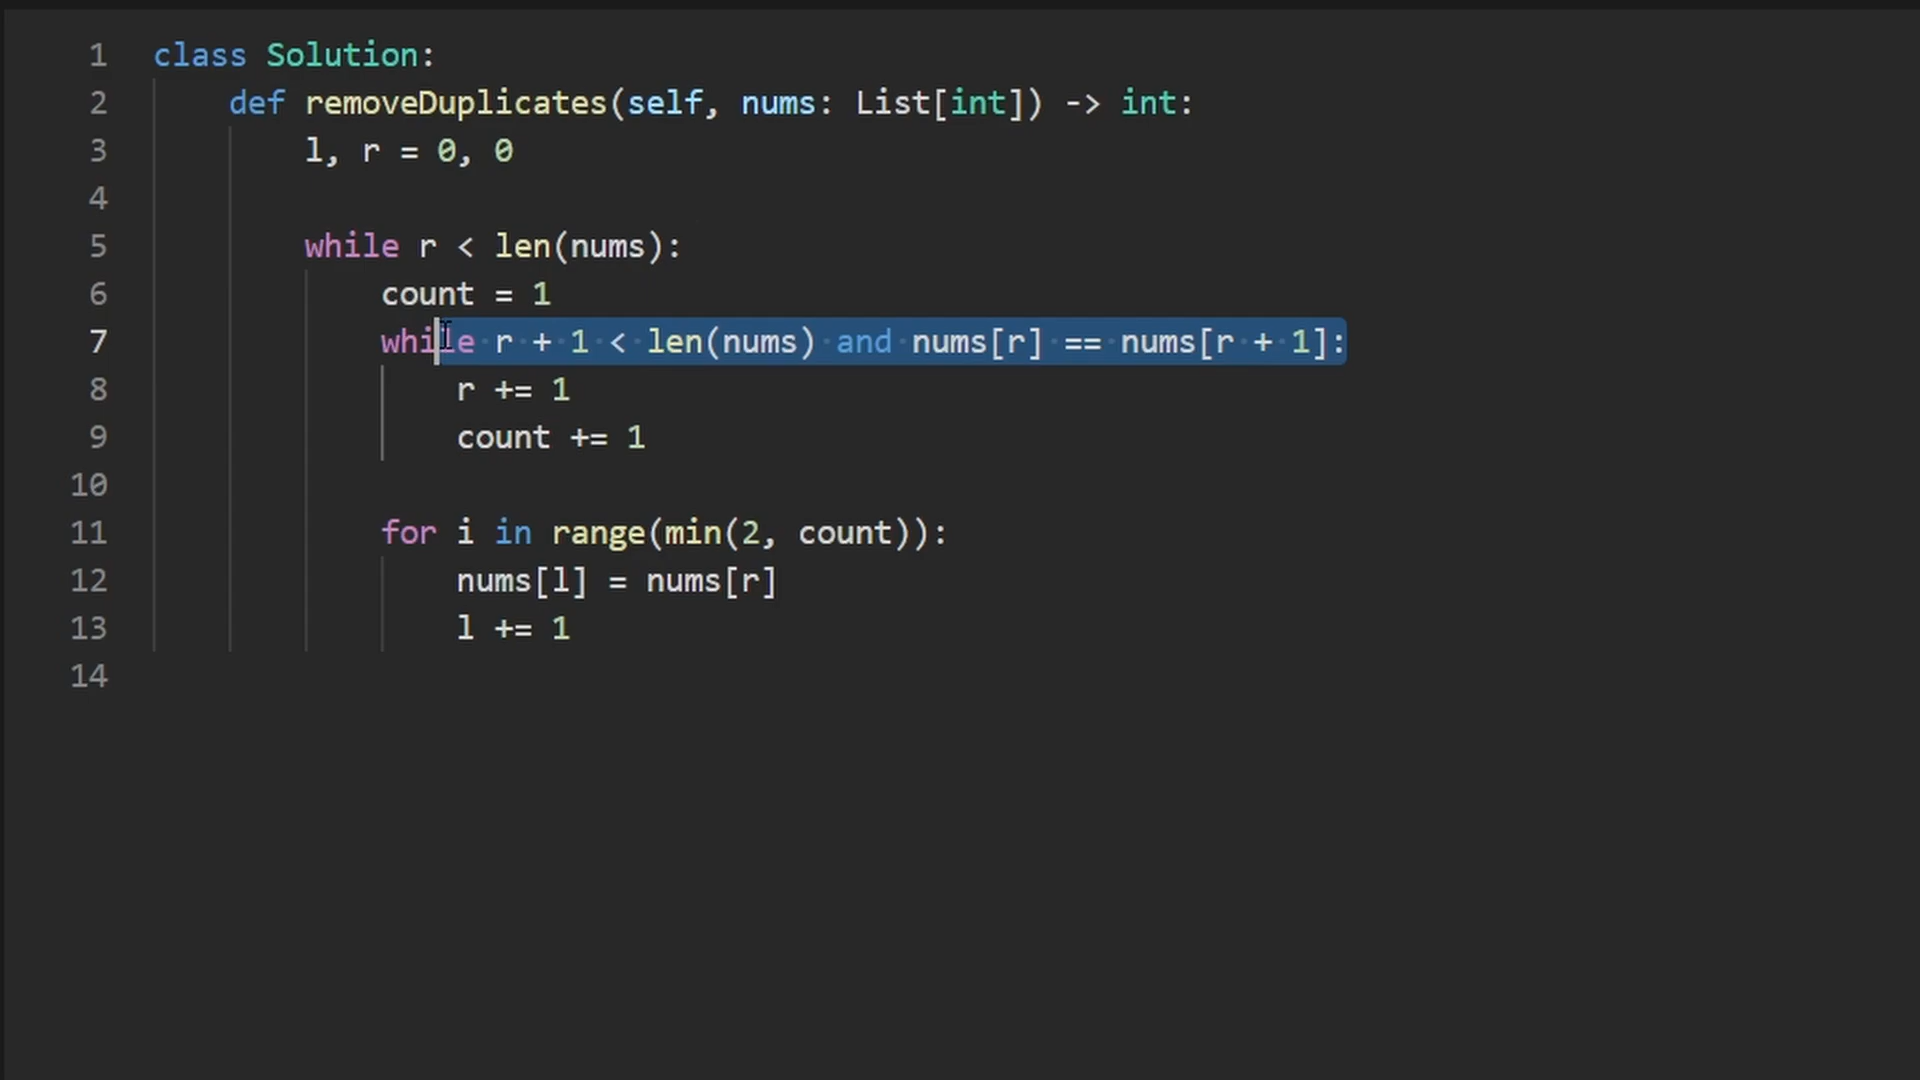 1 class Solution:
2 def removeDuplicates(self, nums: List[int]) -> int:
3 l, r = 0, 0
4
5 while r < len(nums):
6 count = 1
7 while r + 1 < len(nums) and nums[r] == nums[r + 1]:
8 r += 1
9 count += 1
10
11 for i in range(min(2, count)):
12 nums[l] = nums[r]
13 l += 1
14